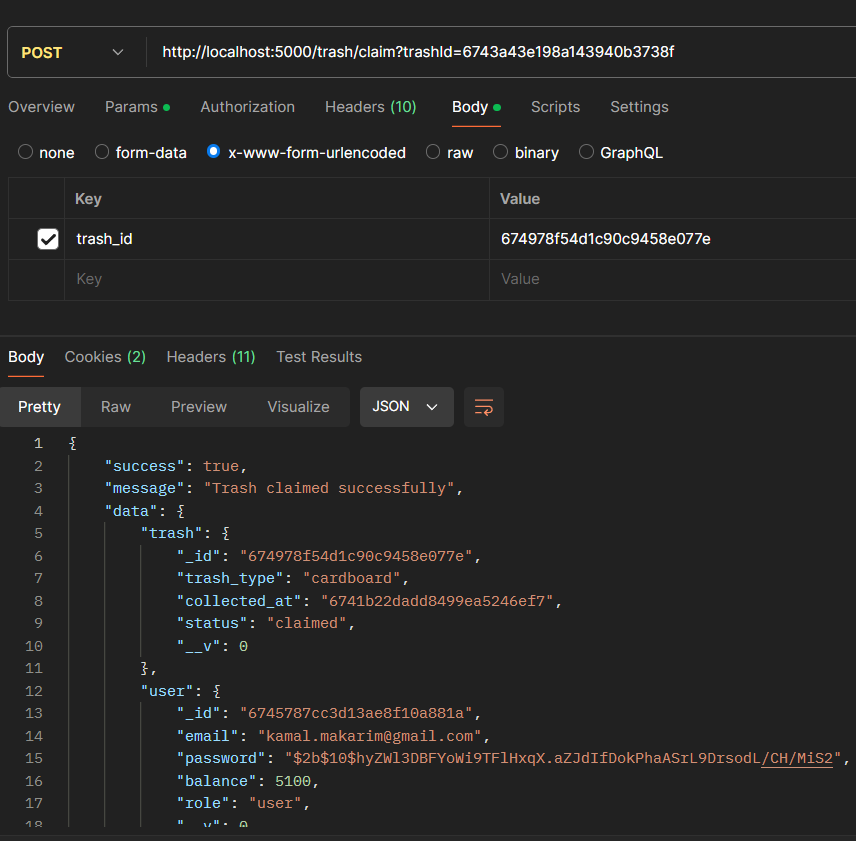 POST http://localhost:5000/trash/claim?trashId=6743a43e198a143940b3738f
Overview Params Authorization Headers (10) Body Scripts Settings
none form-data x-www-form-urlencoded raw binary GraphQL
Key Value
trash_id 674978f54d1c90c9458e077e
Key Value
Body Cookies (2) Headers (11) Test Results
Pretty Raw Preview Visualize JSON
1 {
2 "success": true,
3 "message": "Trash claimed successfully",
4 "data": {
5 "trash": {
6 "_id": "674978f54d1c90c9458e077e",
7 "trash_type": "cardboard",
8 "collected_at": "6741b22dadd8499ea5246ef7",
9 "status": "claimed",
10 "__v": 0
11 },
12 "user": {
13 "_id": "6745787cc3d13ae8f10a881a",
14 "email": "kamal.makarim@gmail.com",
15 "password": "$2b$10$hyZWl3DBFYoWi9TFlHxqX.aZJdIfDokPhaASrL9DrsodL/CH/MiS2",
16 "balance": 5100,
17 "role": "user",
18 "__v": 0